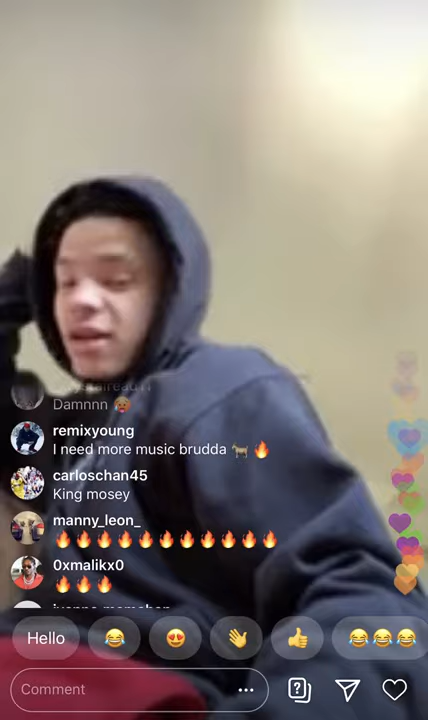 Damnnn 🥵
remixyoung
I need more music brudda 🐐 🔥
carloschan45
King mosey
manny_leon_
🔥🔥🔥🔥🔥🔥🔥🔥🔥🔥🔥
0xmalikx0
🔥🔥🔥
Hello 😂 😍 👋 👍 😂😂😂
Comment ...